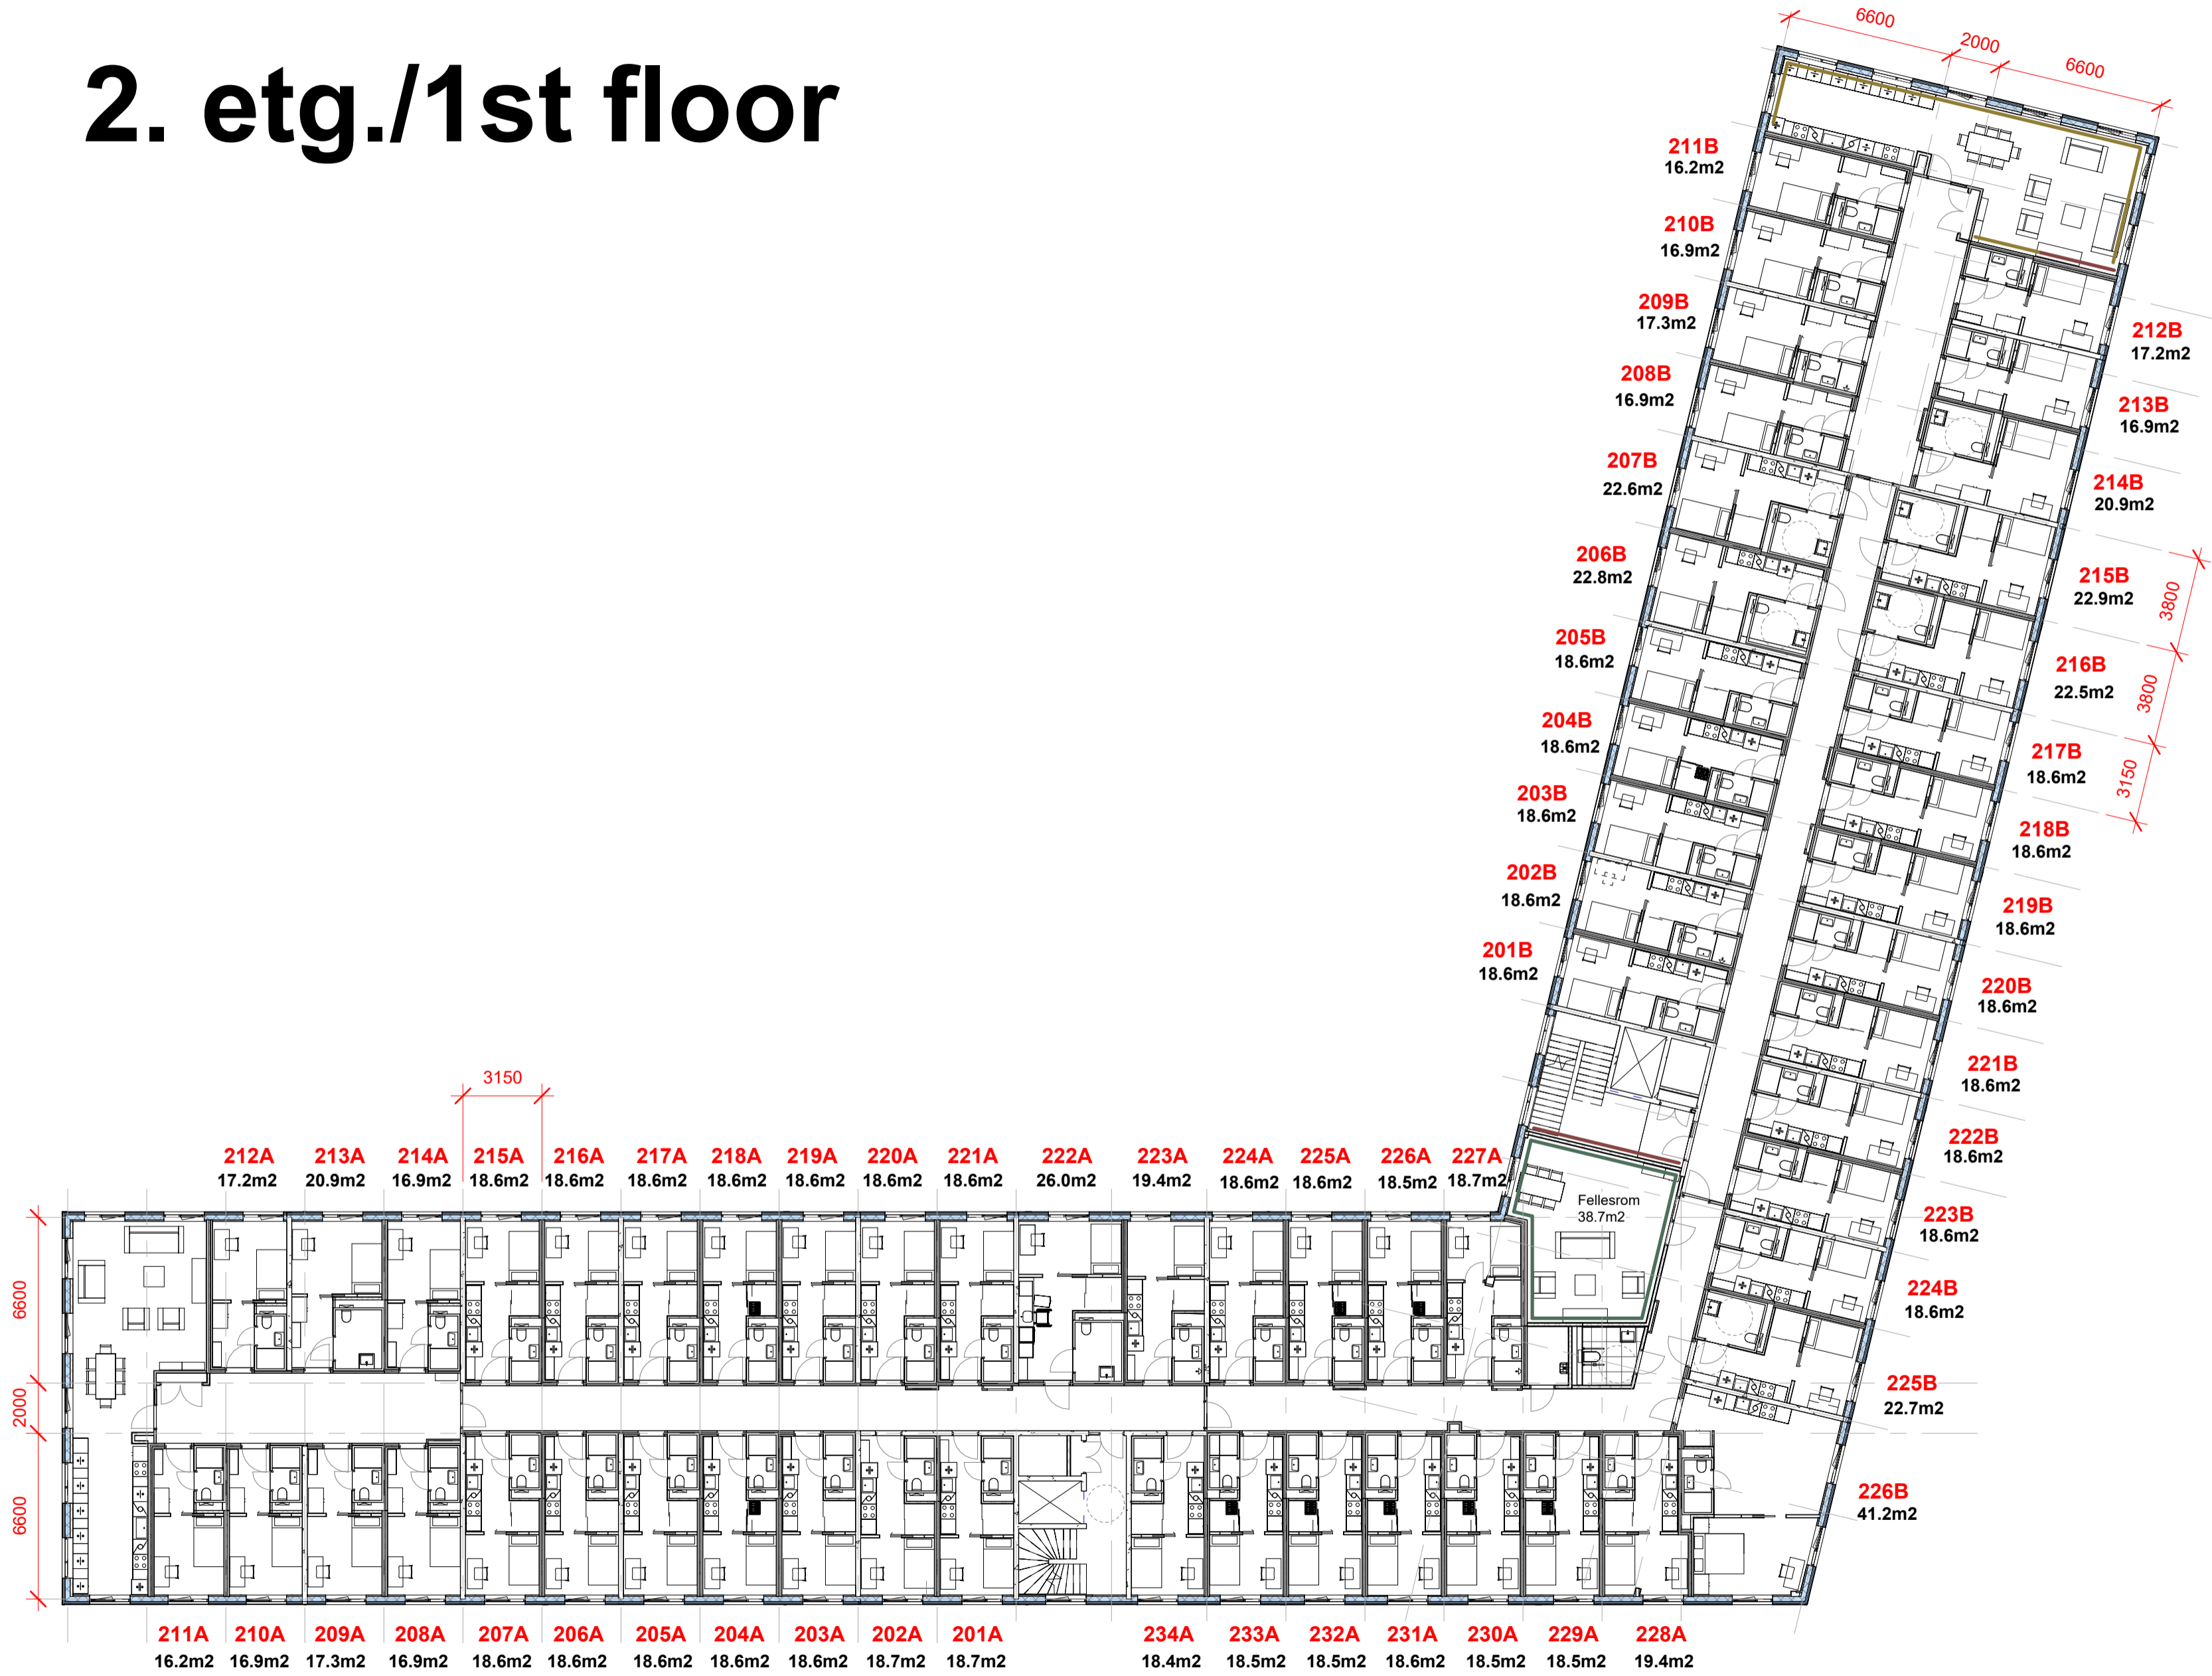 2. etg./1st floor
6600
2000
6600
211B
16.2m2
210B
16.9m2
209B
17.3m2
208B
16.9m2
207B
22.6m2
206B
22.8m2
205B
18.6m2
204B
18.6m2
203B
18.6m2
202B
18.6m2
201B
18.6m2
212B
17.2m2
213B
16.9m2
214B
20.9m2
215B
22.9m2
216B
22.5m2
217B
18.6m2
218B
18.6m2
219B
18.6m2
220B
18.6m2
221B
18.6m2
222B
18.6m2
223B
18.6m2
224B
18.6m2
225B
22.7m2
226B
41.2m2
3800
3800
3150
3150
212A 213A 214A 215A 216A 217A 218A 219A 220A 221A 222A 223A 224A 225A 226A 227A
17.2m2 20.9m2 16.9m2 18.6m2 18.6m2 18.6m2 18.6m2 18.6m2 18.6m2 18.6m2 26.0m2 19.4m2 18.6m2 18.6m2 18.5m2 18.7m2
Fellesrom
38.7m2
6600
2000
6600
211A 210A 209A 208A 207A 206A 205A 204A 203A 202A 201A 234A 233A 232A 231A 230A 229A 228A
16.2m2 16.9m2 17.3m2 16.9m2 18.6m2 18.6m2 18.6m2 18.6m2 18.6m2 18.7m2 18.7m2 18.4m2 18.5m2 18.5m2 18.6m2 18.5m2 18.5m2 19.4m2